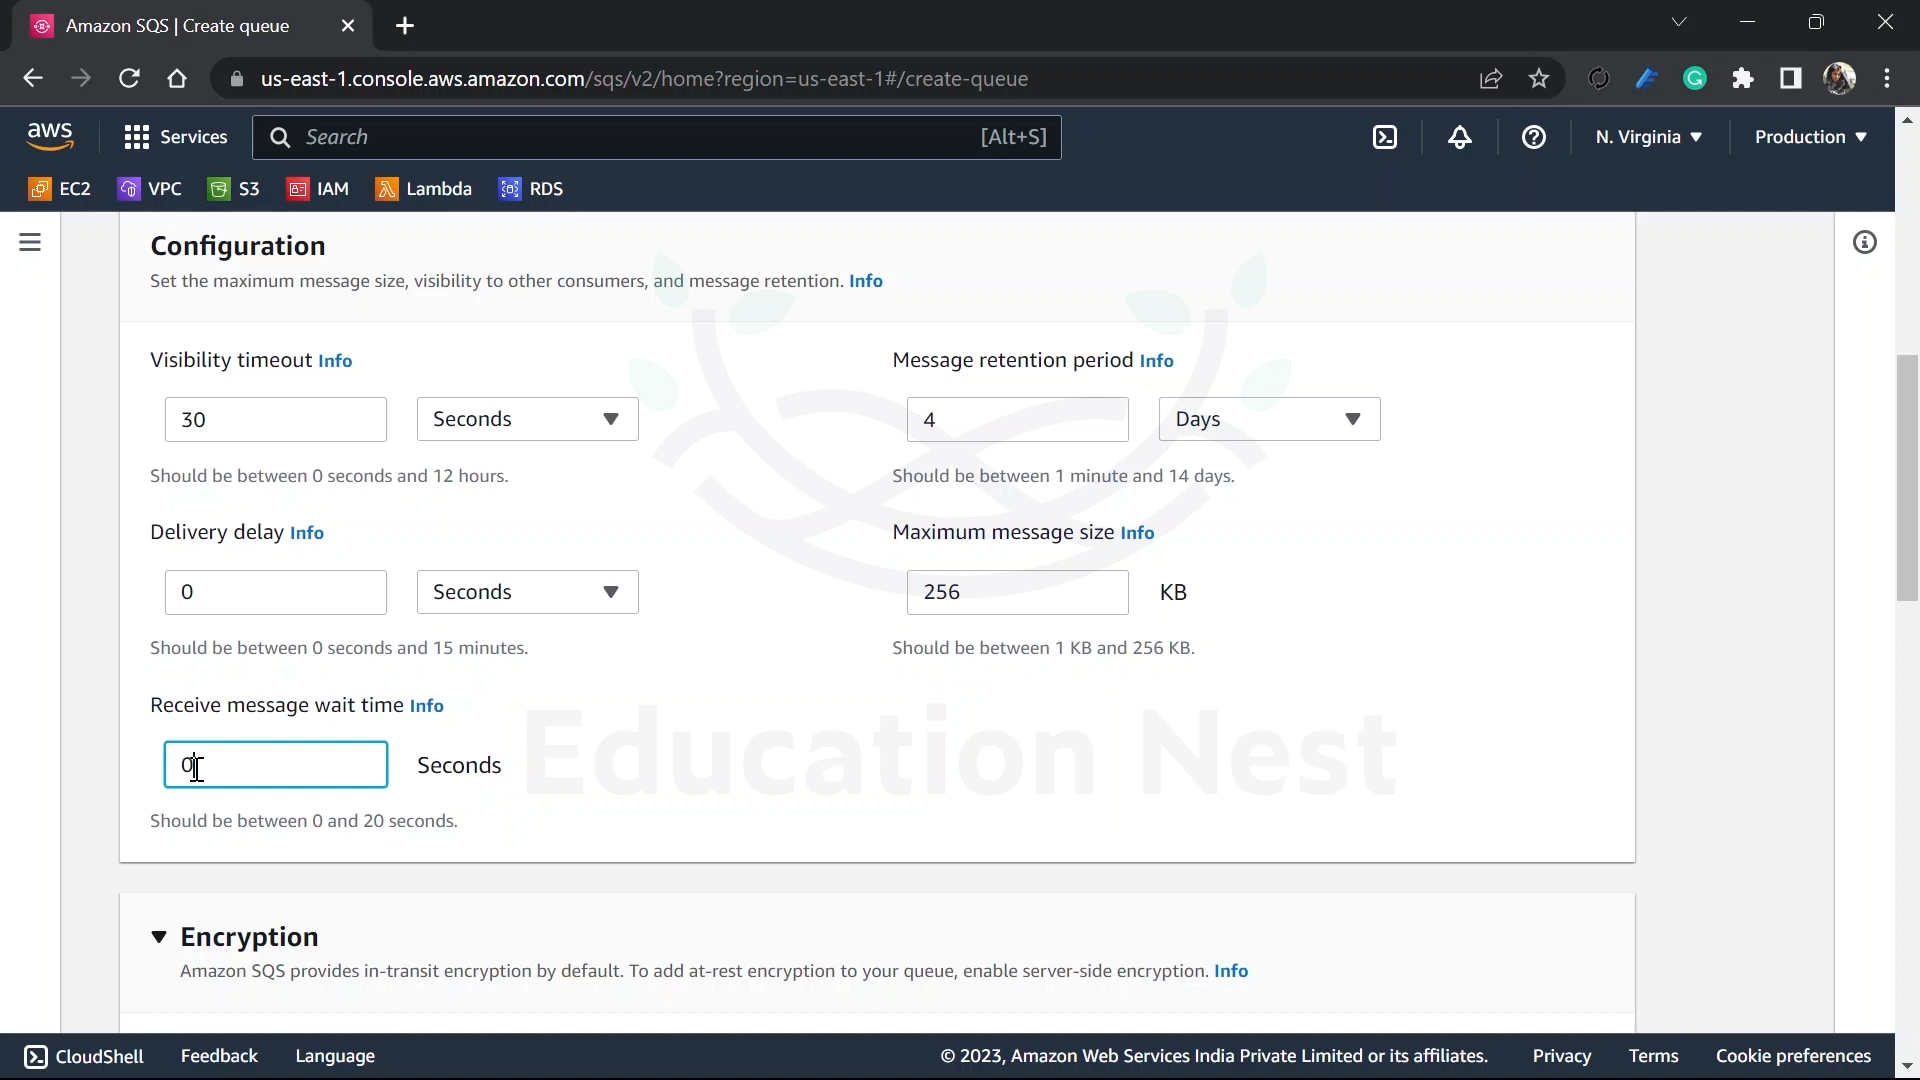 Amazon SQS | Create queue
us-east-1.console.aws.amazon.com/sqs/v2/home?region=us-east-1#/create-queue
aws Services Search [Alt+S] N. Virginia Production
EC2 VPC S3 IAM Lambda RDS
Configuration
Set the maximum message size, visibility to other consumers, and message retention. Info
Visibility timeout Info
30 Seconds
Should be between 0 seconds and 12 hours.
Message retention period Info
4 Days
Should be between 1 minute and 14 days.
Delivery delay Info
0 Seconds
Should be between 0 seconds and 15 minutes.
Maximum message size Info
256 KB
Should be between 1 KB and 256 KB.
Receive message wait time Info
0 Seconds
Should be between 0 and 20 seconds.
Education Nest
Encryption
Amazon SQS provides in-transit encryption by default. To add at-rest encryption to your queue, enable server-side encryption. Info
CloudShell Feedback Language © 2023, Amazon Web Services India Private Limited or its affiliates. Privacy Terms Cookie preferences